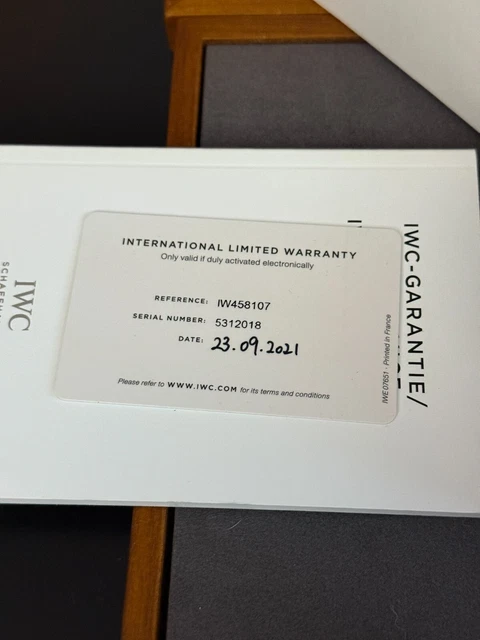 INTERNATIONAL LIMITED WARRANTY
Only valid if duly activated electronically
REFERENCE: IW458107
SERIAL NUMBER: 5312018
DATE: 23.09.2021
Please refer to WWW.IWC.COM for its terms and conditions
IWE07651 - Printed in France
IWC-GARANTIE/
IWC